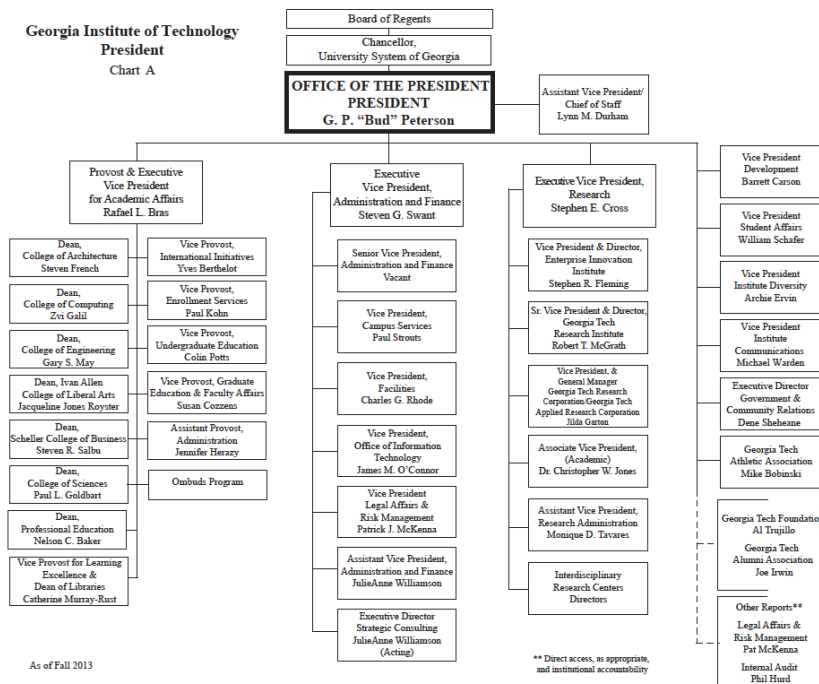 Georgia Institute of Technology
President
Chart A
Board of Regents
Chancellor,
University System of Georgia
OFFICE OF THE PRESIDENT
PRESIDENT
G. P. “Bud” Peterson
Assistant Vice President/
Chief of Staff
Lynn M. Durham
Provost & Executive
Vice President
for Academic Affairs
Rafael L. Bras
Dean,
College of Architecture
Steven French
Dean,
College of Computing
Zvi Galil
Dean,
College of Engineering
Gary S. May
Dean, Ivan Allen
College of Liberal Arts
Jacqueline Jones Royster
Dean,
Scheller College of Business
Steven R. Salbu
Dean,
College of Sciences
Paul L. Goldbart
Dean,
Professional Education
Nelson C. Baker
Vice Provost for Learning
Excellence &
Dean of Libraries
Catherine Murray-Rust
Vice Provost,
International Initiatives
Yves Berthelot
Vice Provost,
Enrollment Services
Paul Kohn
Vice Provost,
Undergraduate Education
Colin Potts
Vice Provost, Graduate
Education & Faculty Affairs
Susan Cozzens
Assistant Provost,
Administration
Jennifer Herazy
Ombuds Program
Executive
Vice President,
Administration and Finance
Steven G. Swant
Senior Vice President,
Administration and Finance
Vacant
Vice President,
Campus Services
Paul Strouts
Vice President,
Facilities
Charles G. Rhode
Vice President,
Office of Information
Technology
James M. O’Connor
Vice President
Legal Affairs &
Risk Management
Patrick J. McKenna
Assistant Vice President,
Administration and Finance
JulieAnne Williamson
Executive Director
Strategic Consulting
JulieAnne Williamson
(Acting)
Executive Vice President,
Research
Stephen E. Cross
Vice President & Director,
Enterprise Innovation
Institute
Stephen R. Fleming
Sr. Vice President & Director,
Georgia Tech
Research Institute
Robert T. McGrath
Vice President, &
General Manager
Georgia Tech Research
Corporation/Georgia Tech
Applied Research Corporation
Jilda Garton
Associate Vice President,
(Academic)
Dr. Christopher W. Jones
Assistant Vice President,
Research Administration
Monique D. Tavares
Interdisciplinary
Research Centers
Directors
Vice President
Development
Barrett Carson
Vice President
Student Affairs
William Schafer
Vice President
Institute Diversity
Archie Ervin
Vice President
Institute
Communications
Michael Warden
Executive Director
Government &
Community Relations
Dene Sheheane
Georgia Tech
Athletic Association
Mike Bobinski
Georgia Tech Foundation
Al Trujillo
Georgia Tech
Alumni Association
Joe Irwin
Other Reports**
Legal Affairs &
Risk Management
Pat McKenna
Internal Audit
Phil Hurd
As of Fall 2013
** Direct access, as appropriate,
and institutional accountability